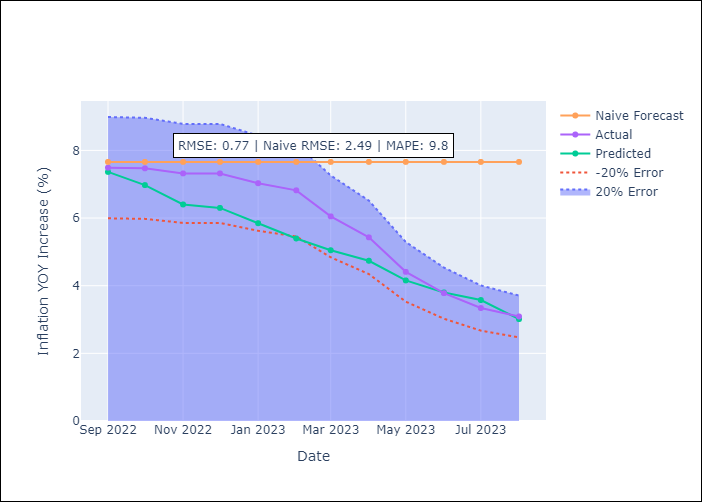 RMSE: 0.77 | Naive RMSE: 2.49 | MAPE: 9.8
Naive Forecast
Actual
Predicted
-20% Error
20% Error
Inflation YOY Increase (%)
8
6
4
2
0
Sep 2022
Nov 2022
Jan 2023
Mar 2023
May 2023
Jul 2023
Date